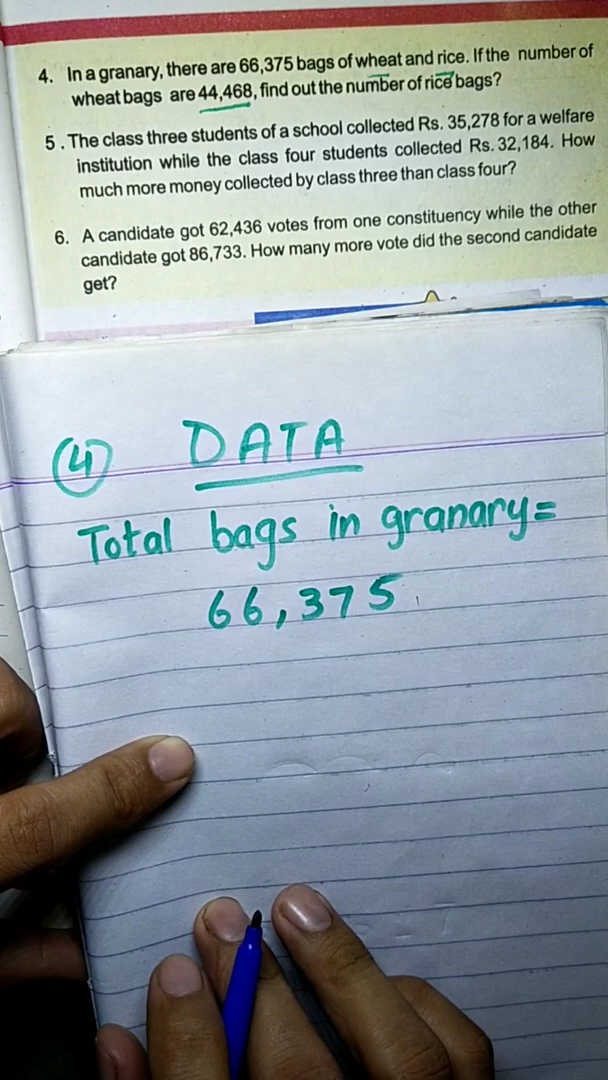 4. In a granary, there are 66,375 bags of wheat and rice. If the number of
wheat bags are 44,468, find out the number of rice bags?
5. The class three students of a school collected Rs. 35,278 for a welfare
institution while the class four students collected Rs. 32,184. How
much more money collected by class three than class four?
6. A candidate got 62,436 votes from one constituency while the other
candidate got 86,733. How many more vote did the second candidate
get?
(4) DATA
Total bags in granary=
66,375